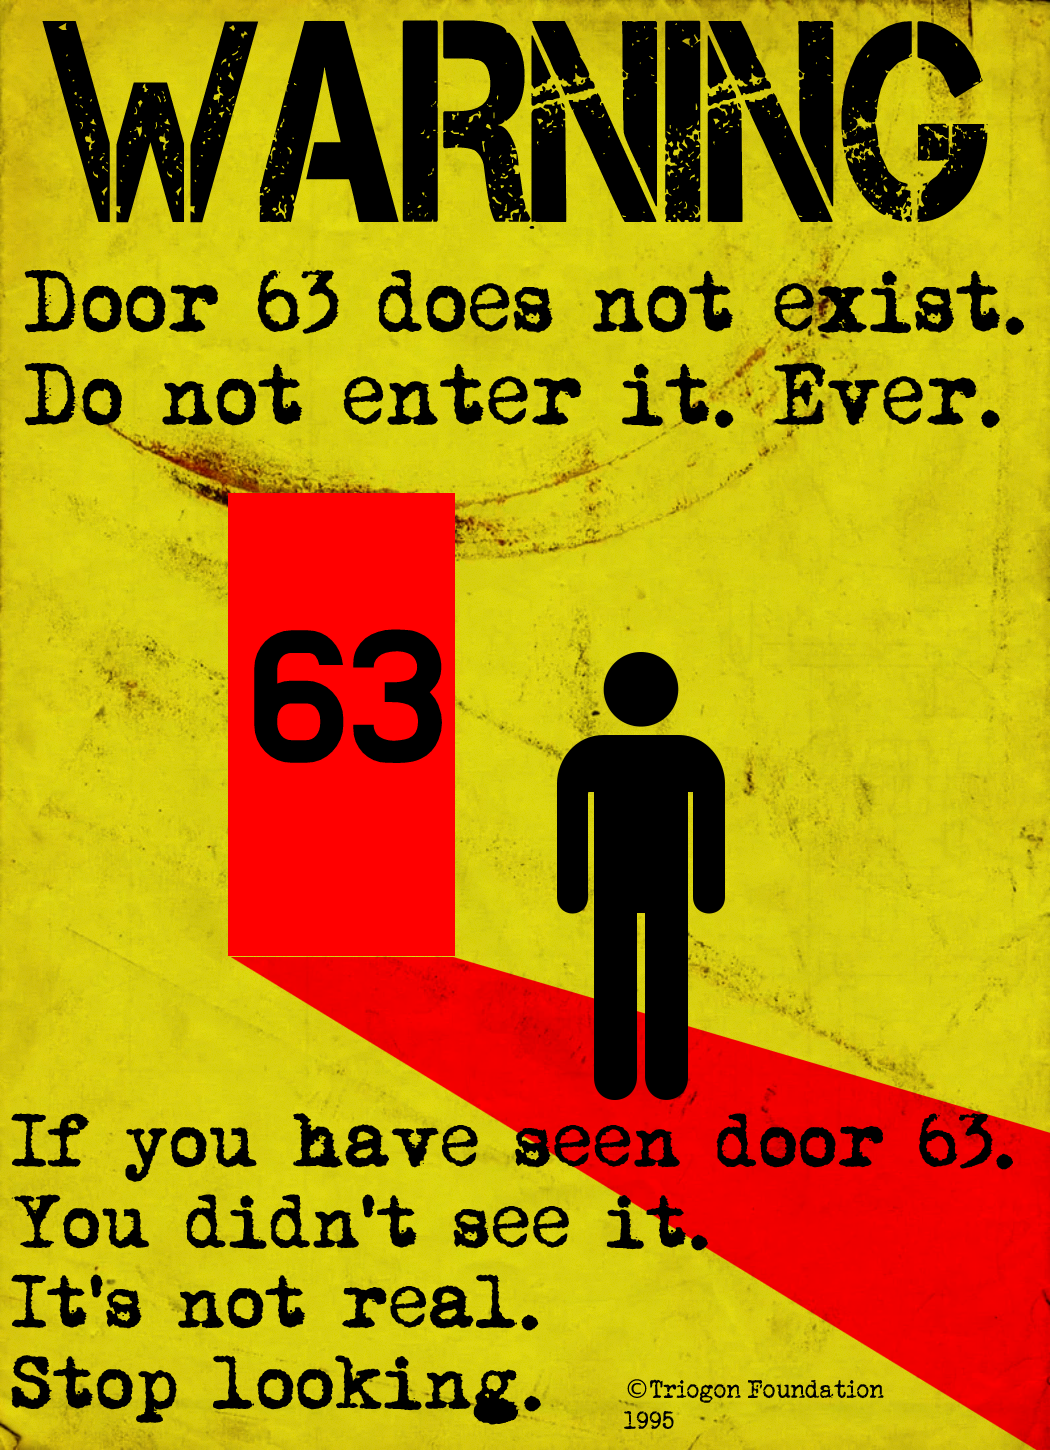 WARNING
Door 63 does not exist.
Do not enter it. Ever.
63
If you have seen door 63.
You didn't see it.
It's not real.
Stop looking.
©Triogon Foundation
1995